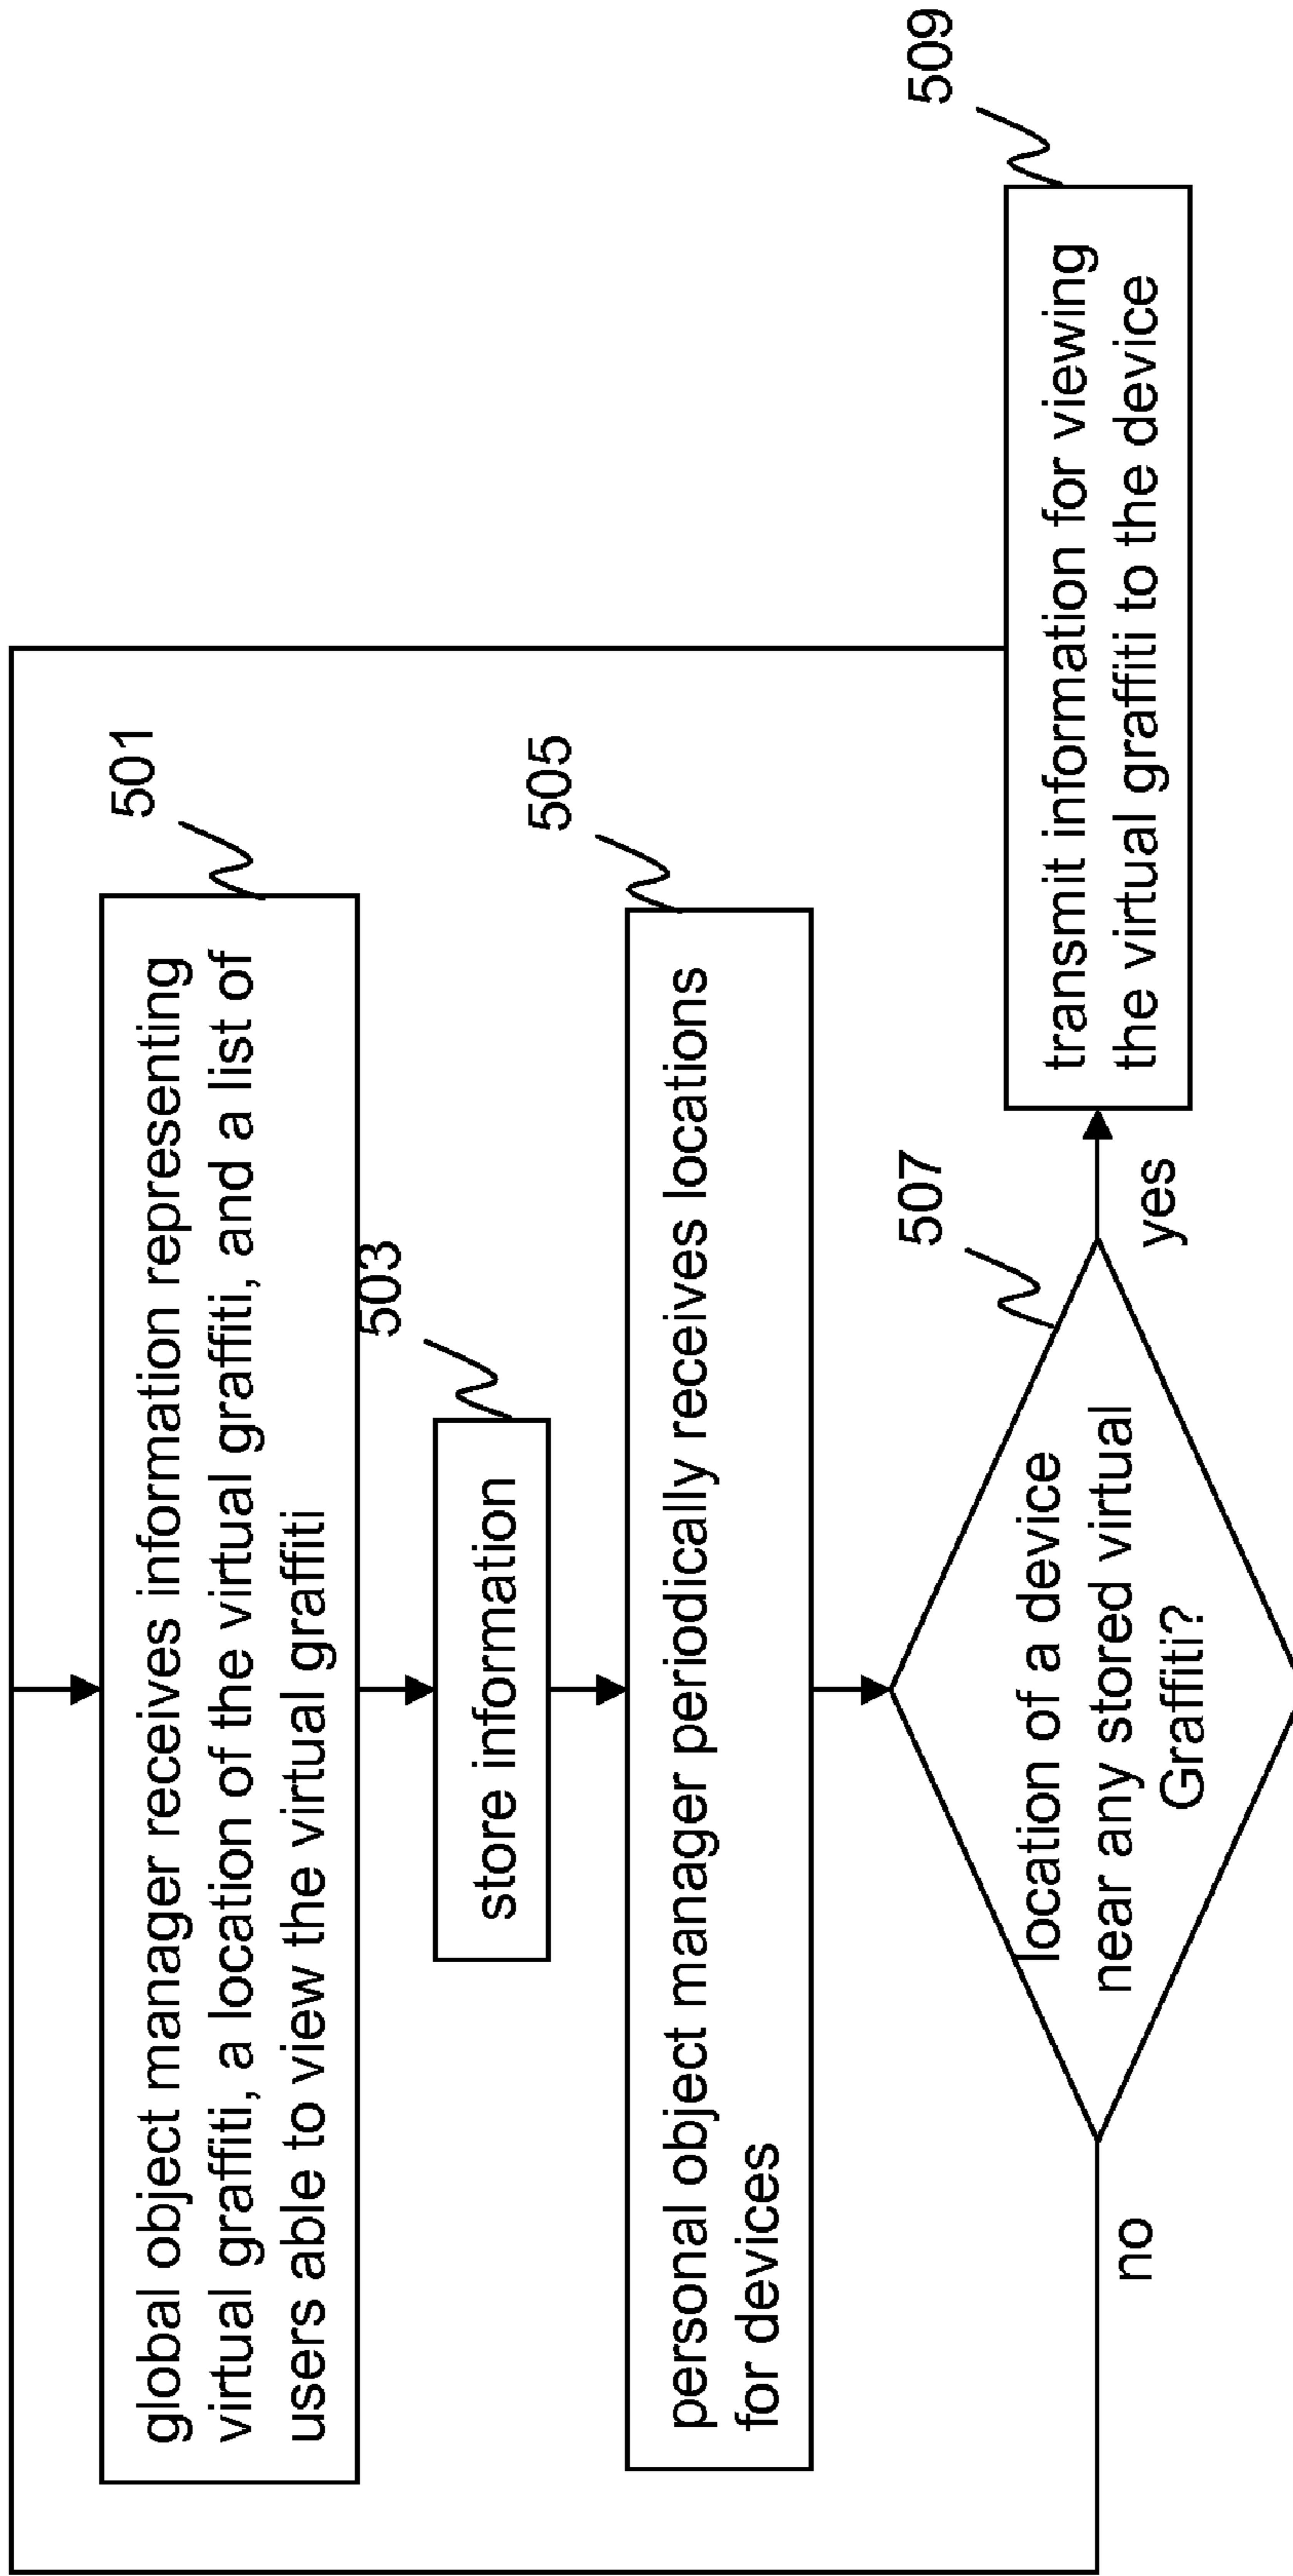 501
global object manager receives information representing
virtual graffiti, a location of the virtual graffiti, and a list of
users able to view the virtual graffiti
503
store information
505
personal object manager periodically receives locations
for devices
507
location of a device
near any stored virtual
Graffiti?
no
yes
509
transmit information for viewing
the virtual graffiti to the device